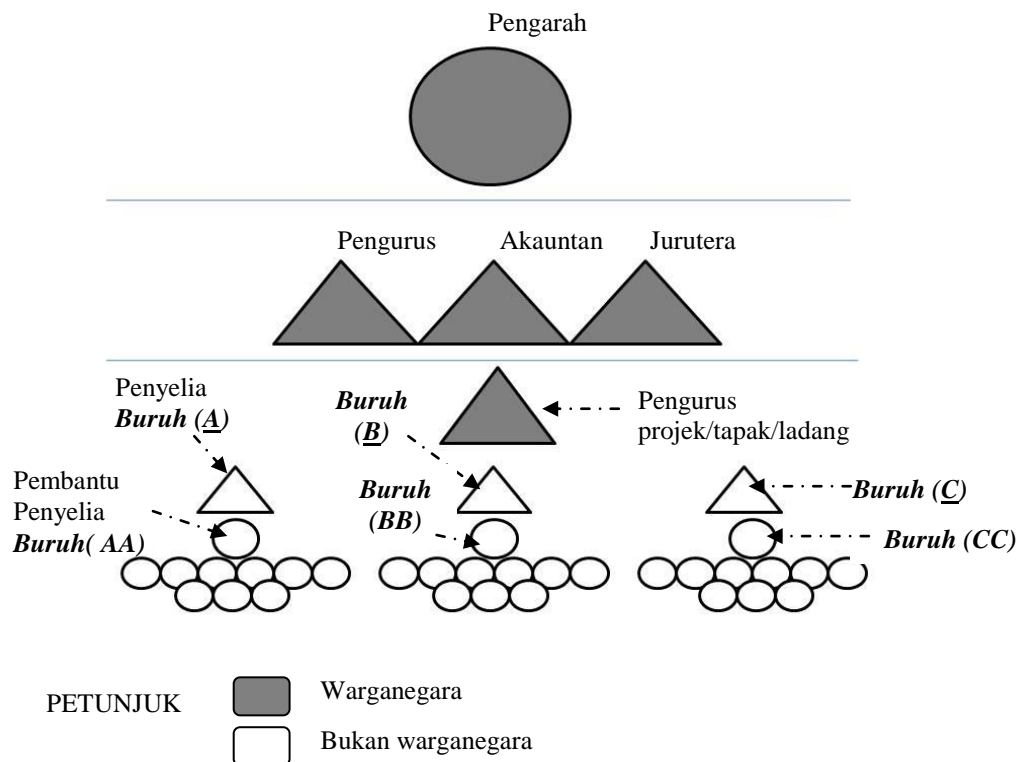 Pengarah
Pengurus
Akauntan
Jurutera
Penyelia
Buruh (A)
Buruh
(B)
Pengurus
projek/tapak/ladang
Pembantu
Penyelia
Buruh( AA)
Buruh
(BB)
Buruh (C)
Buruh (CC)
PETUNJUK
Warganegara
Bukan warganegara